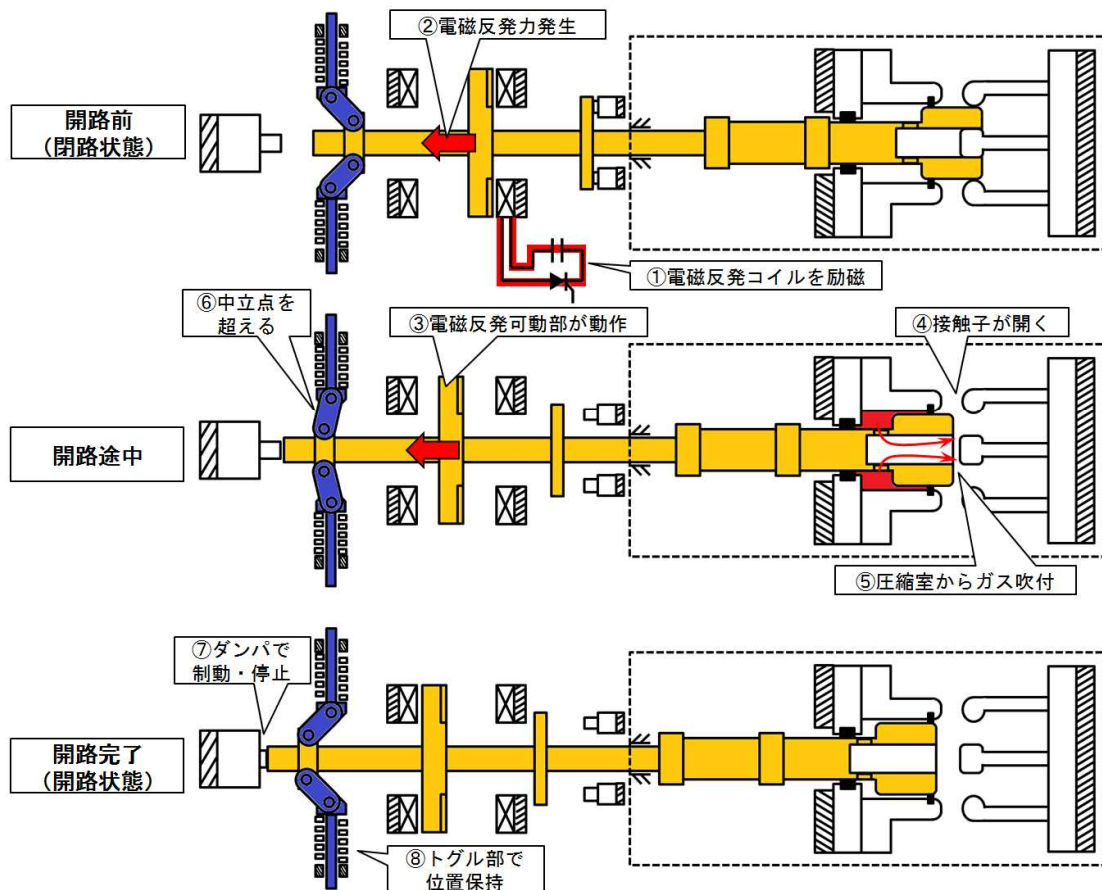 ②電磁反発力発生
開路前
（閉路状態）
①電磁反発コイルを励磁
⑥中立点を
超える
③電磁反発可動部が動作
④接触子が開く
開路途中
⑤圧縮室からガス吹付
⑦ダンパで
制動・停止
開路完了
（開路状態）
⑧トグル部で
位置保持